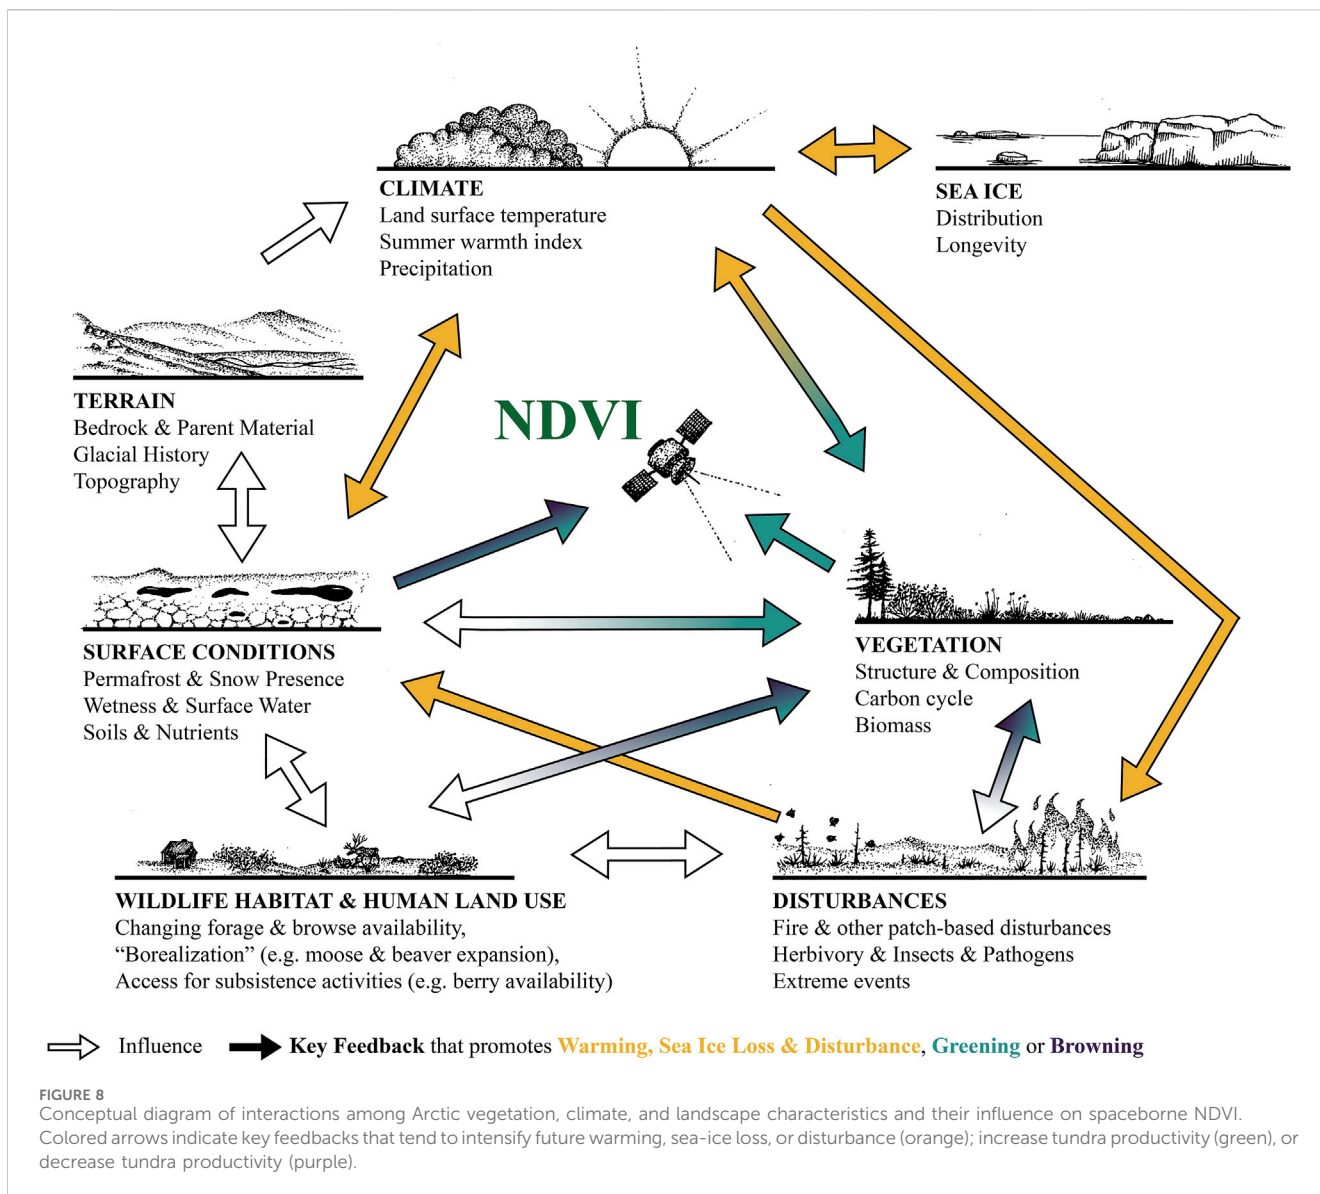 CLIMATE
Land surface temperature
Summer warmth index
Precipitation
SEA ICE
Distribution
Longevity
TERRAIN
Bedrock & Parent Material
Glacial History
Topography
NDVI
SURFACE CONDITIONS
Permafrost & Snow Presence
Wetness & Surface Water
Soils & Nutrients
VEGETATION
Structure & Composition
Carbon cycle
Biomass
WILDLIFE HABITAT & HUMAN LAND USE
Changing forage & browse availability,
“Borealization” (e.g. moose & beaver expansion),
Access for subsistence activities (e.g. berry availability)
DISTURBANCES
Fire & other patch-based disturbances
Herbivory & Insects & Pathogens
Extreme events
Influence
Key Feedback that promotes Warming, Sea Ice Loss & Disturbance, Greening or Browning
FIGURE 8
Conceptual diagram of interactions among Arctic vegetation, climate, and landscape characteristics and their influence on spaceborne NDVI.
Colored arrows indicate key feedbacks that tend to intensify future warming, sea-ice loss, or disturbance (orange); increase tundra productivity (green), or
decrease tundra productivity (purple).